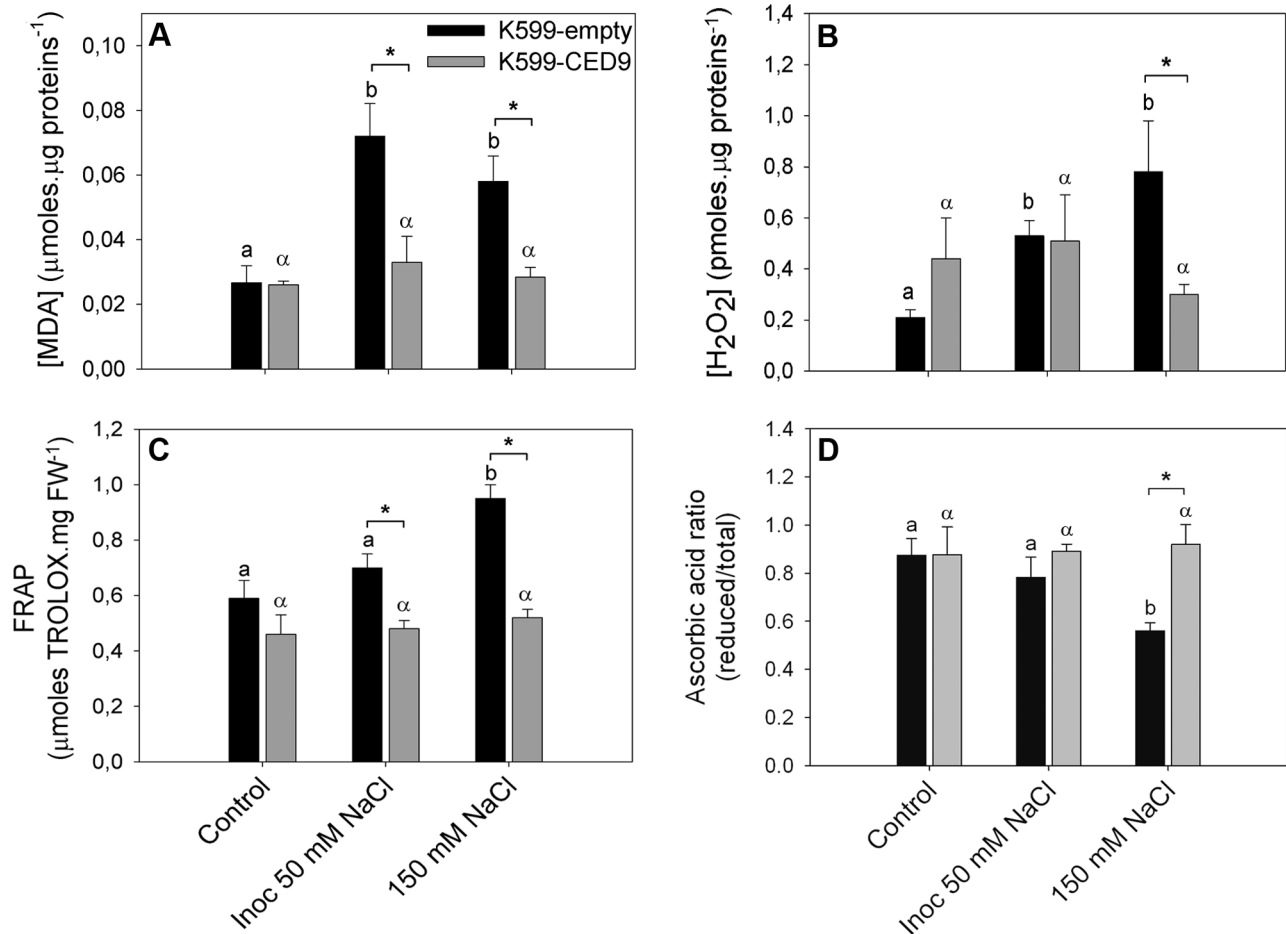 A
K599-empty
K599-CED9
[MDA] (μmoles.μg proteins⁻¹)
0,10
0,08
0,06
0,04
0,02
0,00
a
α
b
α
*
b
α
*
B
[H₂O₂] (pmoles.μg proteins⁻¹)
1,4
1,2
1,0
0,8
0,6
0,4
0,2
0,0
a
α
b
α
b
α
*
C
FRAP
(μmoles TROLOX.mg FW⁻¹)
1,2
1,0
0,8
0,6
0,4
0,2
0,0
a
α
a
α
*
b
α
*
Control
Inoc 50 mM NaCl
150 mM NaCl
D
Ascorbic acid ratio
(reduced/total)
1.4
1.2
1.0
0.8
0.6
0.4
0.2
0.0
a
α
a
α
b
α
*
Control
Inoc 50 mM NaCl
150 mM NaCl